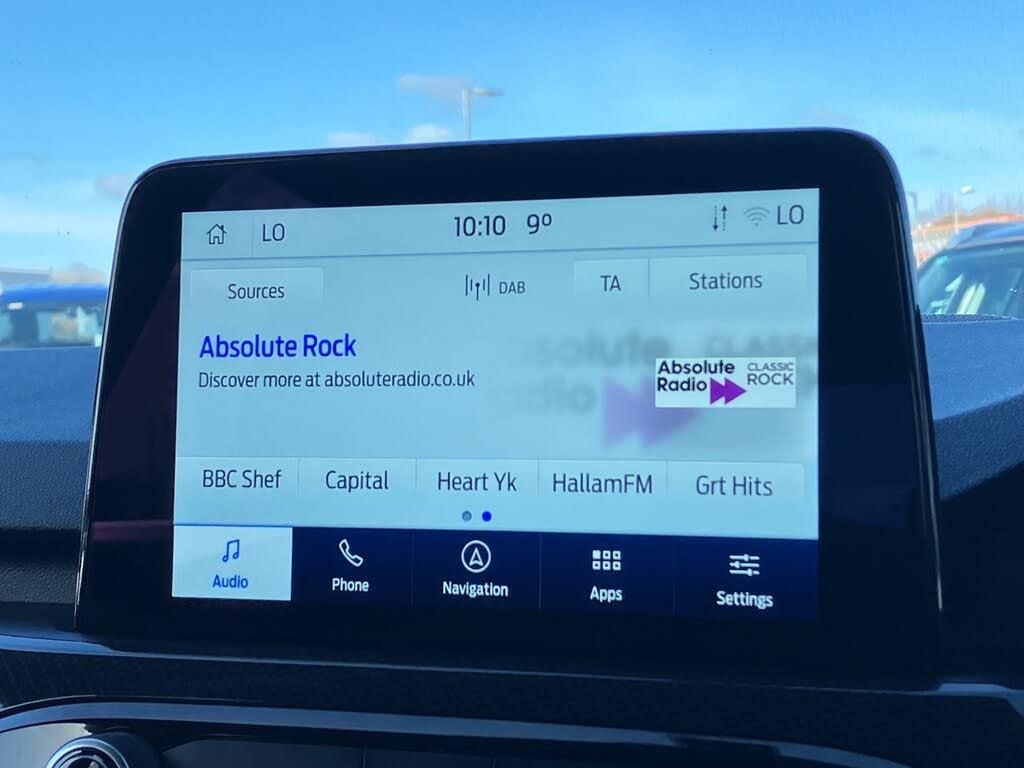 LO 10:10 9° LO
Sources DAB TA Stations
Absolute Rock
Discover more at absoluteradio.co.uk
Absolute Radio CLASSIC ROCK
BBC Shef Capital Heart Yk HallamFM Grt Hits
Audio Phone Navigation Apps Settings